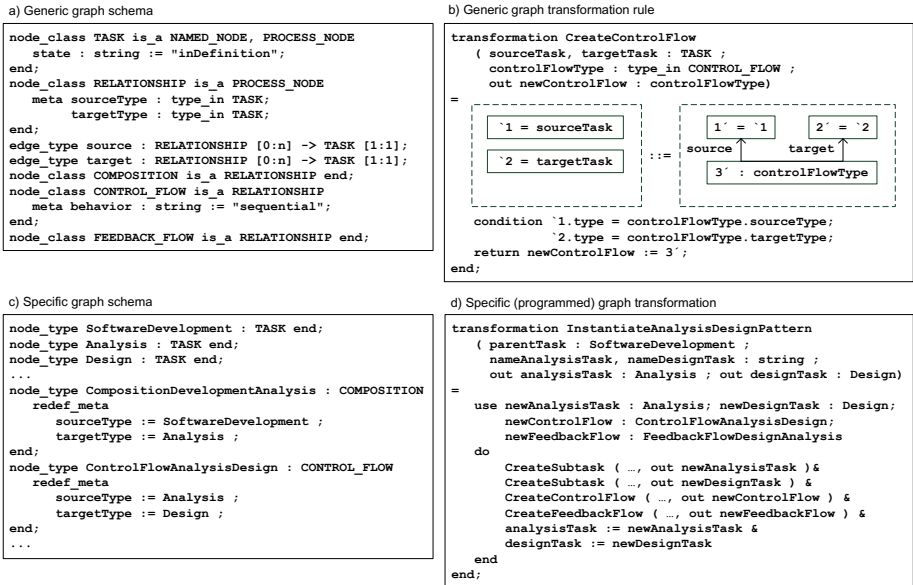 a) Generic graph schema
node_class TASK is_a NAMED_NODE, PROCESS_NODE
state : string := "inDefinition";
end;
node_class RELATIONSHIP is_a PROCESS_NODE
meta sourceType : type_in TASK;
targetType : type_in TASK;
end;
edge_type source : RELATIONSHIP [0:n] -> TASK [1:1];
edge_type target : RELATIONSHIP [0:n] -> TASK [1:1];
node_class COMPOSITION is_a RELATIONSHIP end;
node_class CONTROL_FLOW is_a RELATIONSHIP
meta behavior : string := "sequential";
end;
node_class FEEDBACK_FLOW is_a RELATIONSHIP end;
b) Generic graph transformation rule
transformation CreateControlFlow
( sourceTask, targetTask : TASK ;
controlFlowType : type_in CONTROL_FLOW ;
out newControlFlow : controlFlowType)
=
`1 = sourceTask
`2 = targetTask
::=
1´ = `1
2´ = `2
source
target
3´ : controlFlowType
condition `1.type = controlFlowType.sourceType;
`2.type = controlFlowType.targetType;
return newControlFlow := 3´;
end;
c) Specific graph schema
node_type SoftwareDevelopment : TASK end;
node_type Analysis : TASK end;
node_type Design : TASK end;
...
node_type CompositionDevelopmentAnalysis : COMPOSITION
redef_meta
sourceType := SoftwareDevelopment ;
targetType := Analysis ;
end;
node_type ControlFlowAnalysisDesign : CONTROL_FLOW
redef_meta
sourceType := Analysis ;
targetType := Design ;
end;
...
d) Specific (programmed) graph transformation
transformation InstantiateAnalysisDesignPattern
( parentTask : SoftwareDevelopment ;
nameAnalysisTask, nameDesignTask : string ;
out analysisTask : Analysis ; out designTask : Design)
=
use newAnalysisTask : Analysis; newDesignTask : Design;
newControlFlow : ControlFlowAnalysisDesign;
newFeedbackFlow : FeedbackFlowDesignAnalysis
do
CreateSubtask ( …, out newAnalysisTask )&
CreateSubtask ( …, out newDesignTask ) &
CreateControlFlow ( …, out newControlFlow ) &
CreateFeedbackFlow ( …, out newFeedbackFlow ) &
analysisTask := newAnalysisTask &
designTask := newDesignTask
end
end;